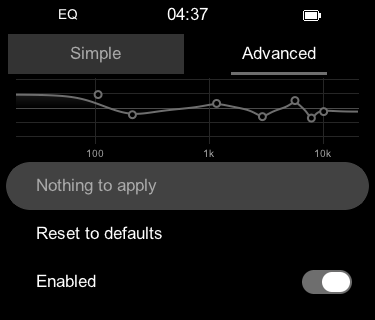 EQ 04:37
Simple Advanced
100 1k 10k
Nothing to apply
Reset to defaults
Enabled